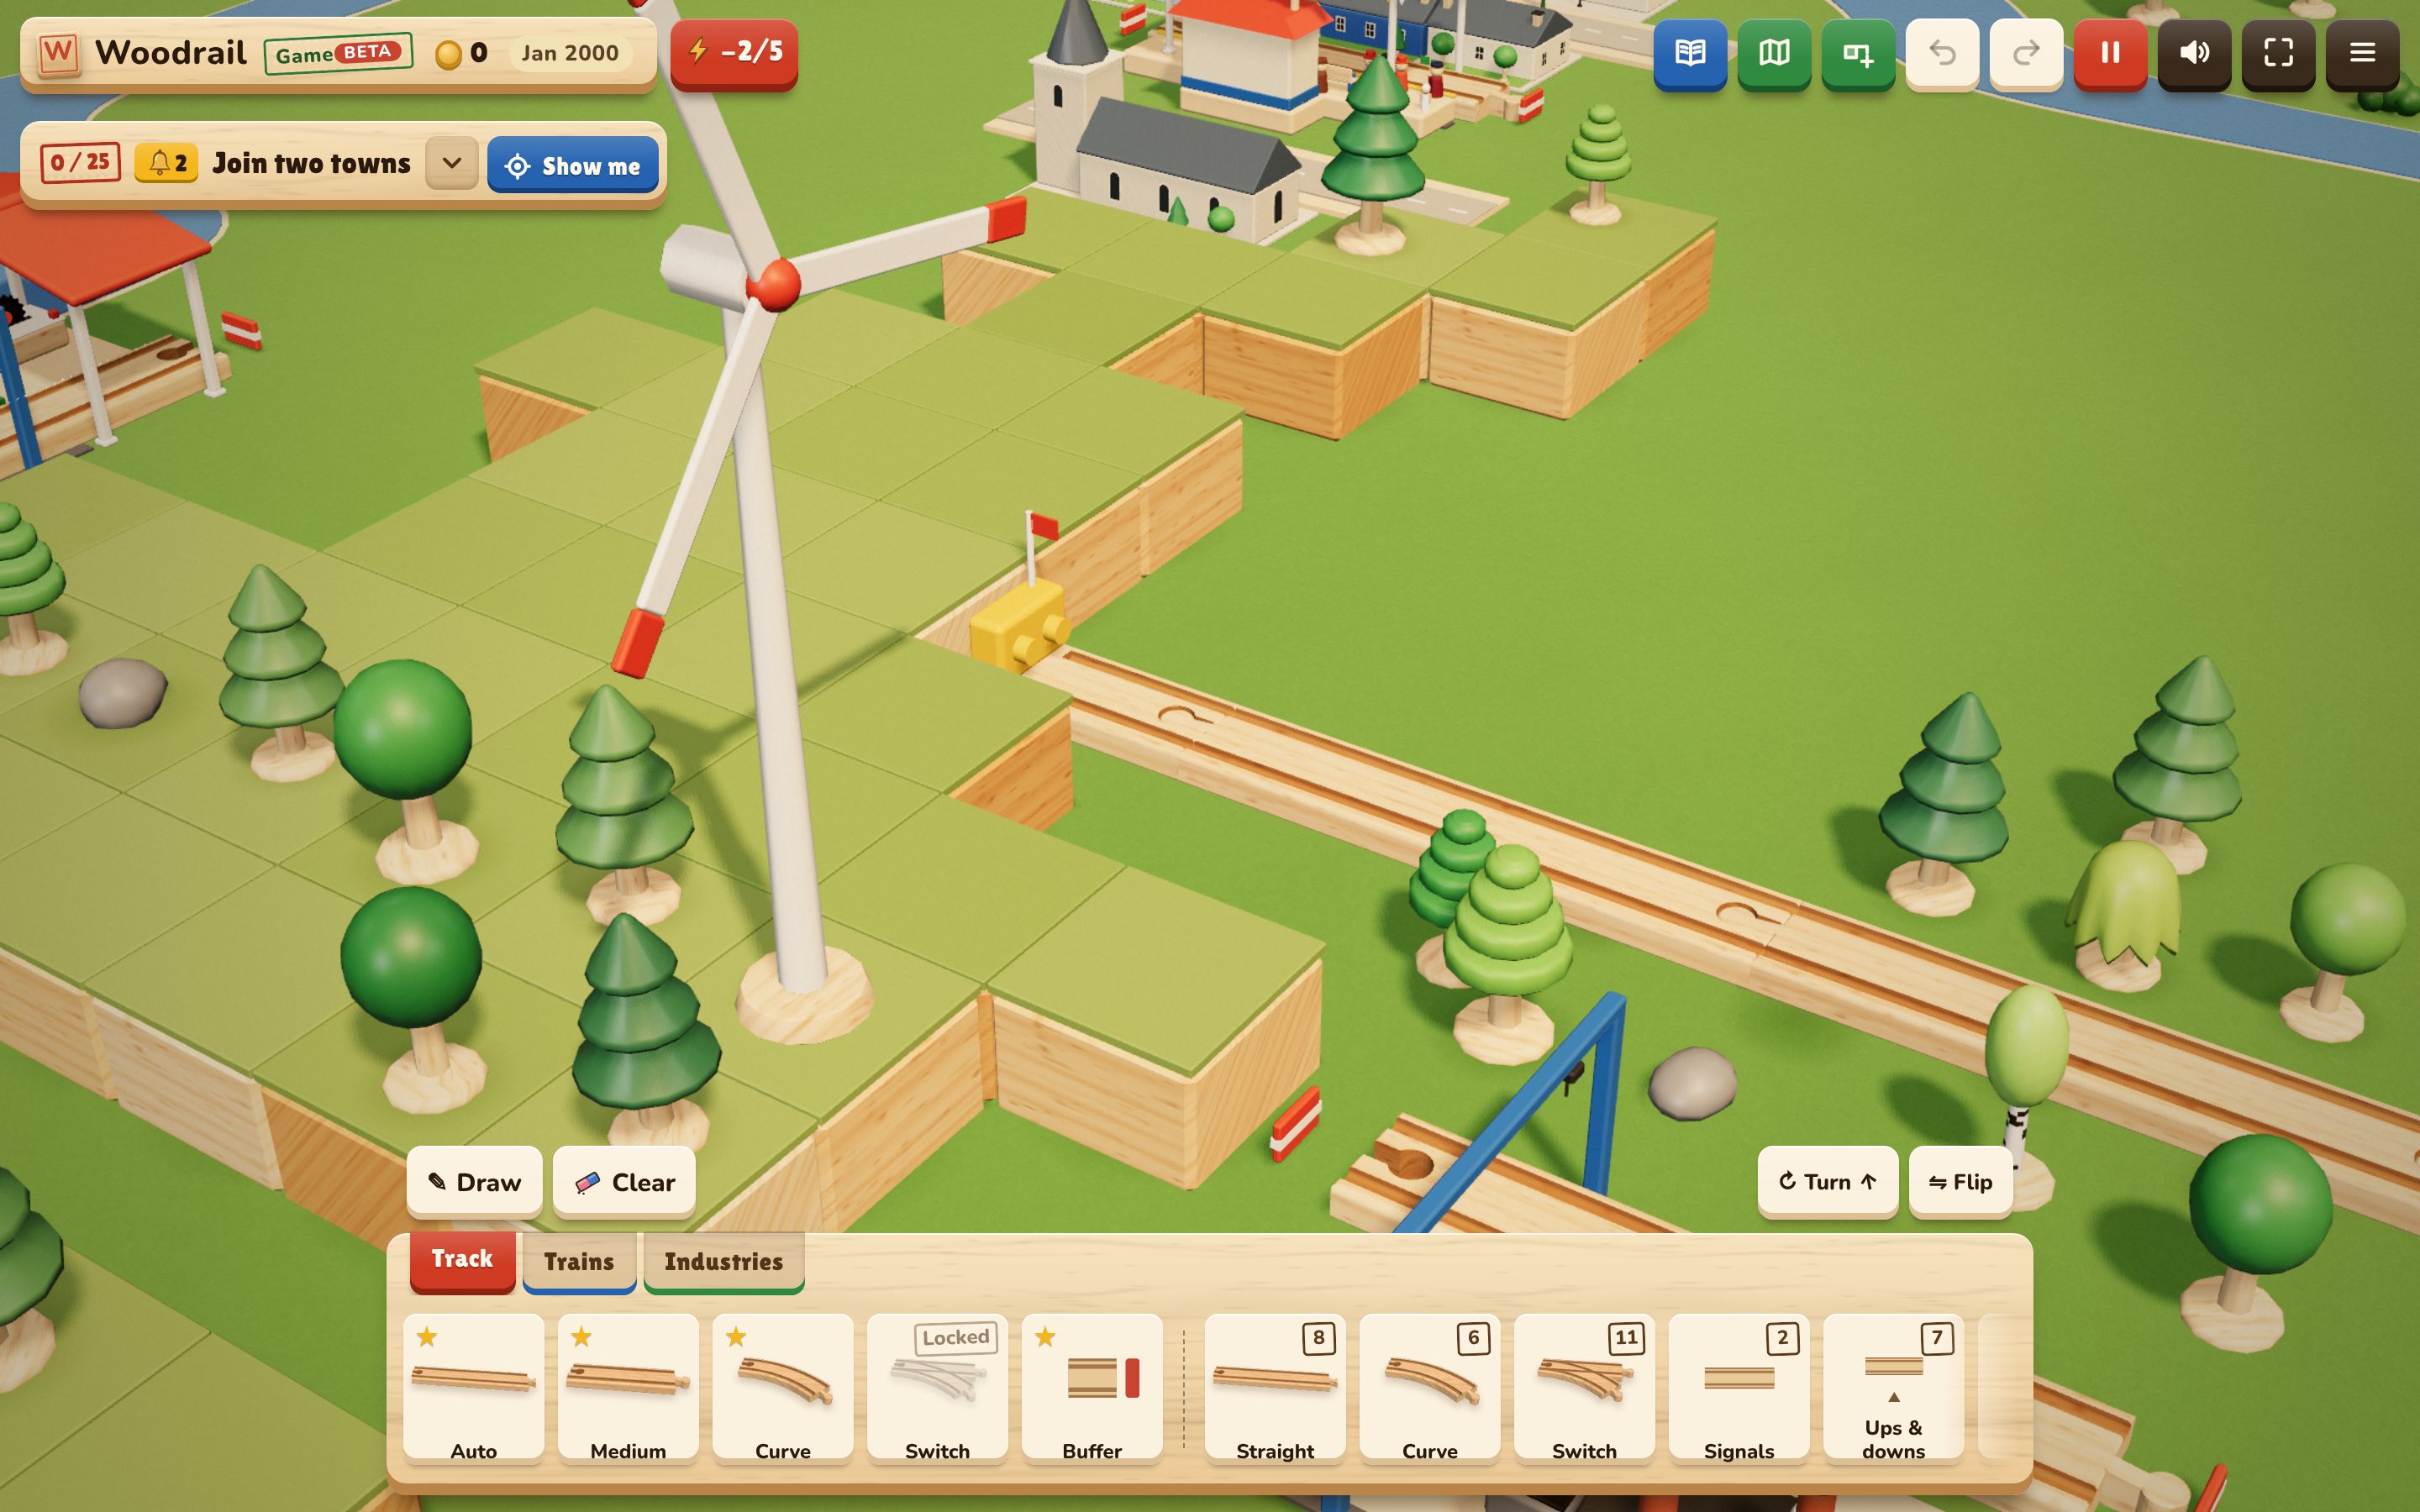 W Woodrail Game BETA 0 Jan 2000 -2/5
0/25 2 Join two towns Show me
Draw Clear Turn Flip
Track Trains Industries
Locked 8 6 11 2 7
Auto Medium Curve Switch Buffer Straight Curve Switch Signals Ups &
downs